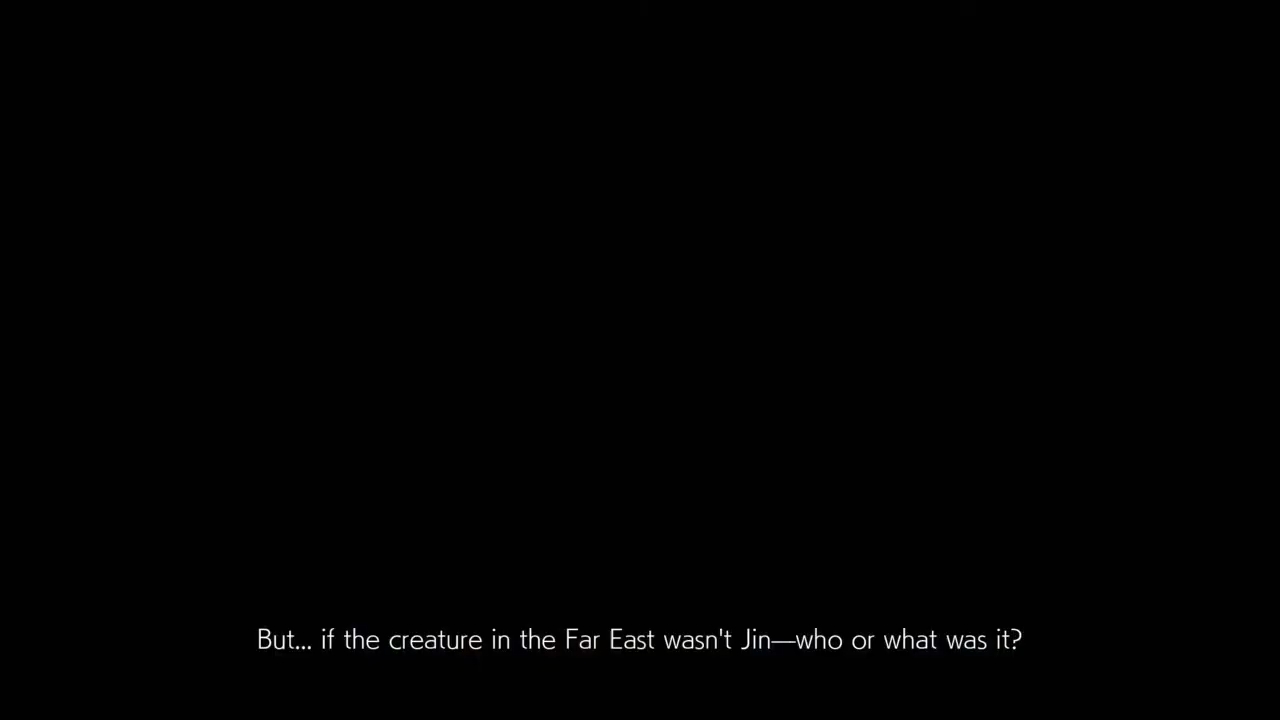 But... if the creature in the Far East wasn't Jin—who or what was it?